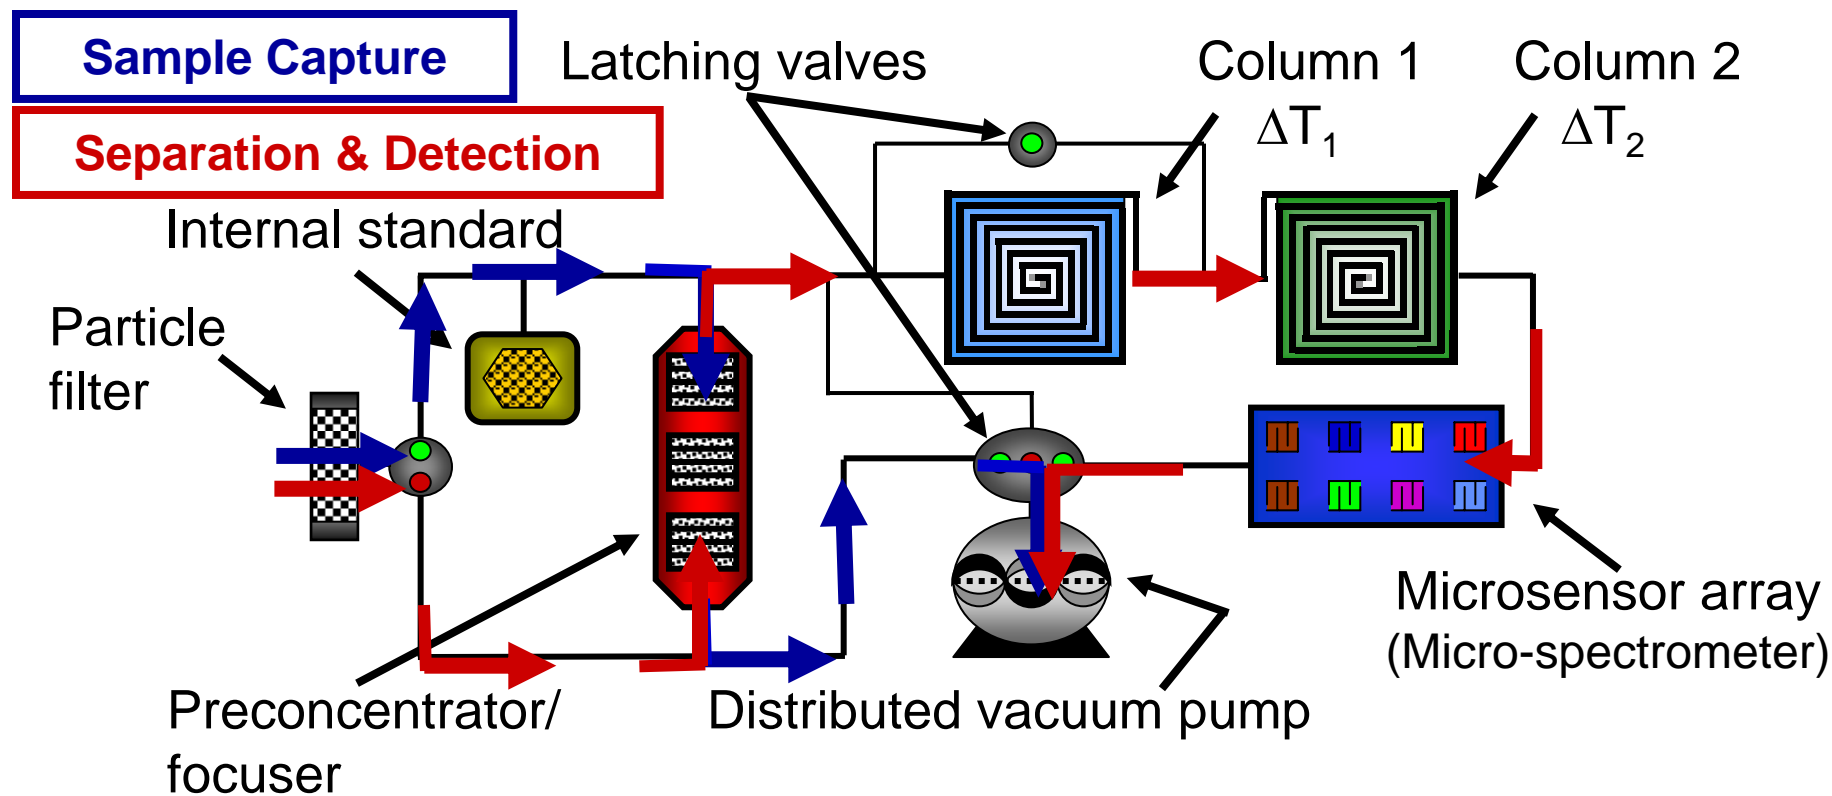 Sample Capture
Separation & Detection
Latching valves
Column 1
ΔT₁
Column 2
ΔT₂
Internal standard
Particle
filter
Microsensor array
(Micro-spectrometer)
Preconcentrator/
focuser
Distributed vacuum pump